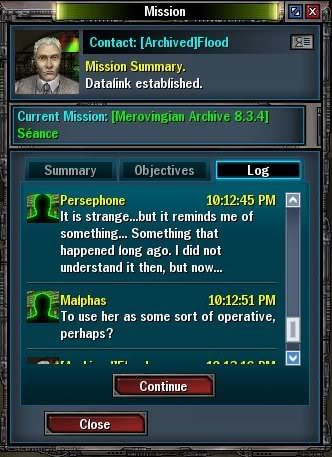 Mission
Contact: [Archived]Flood
Mission Summary.
Datalink established.
Current Mission: [Merovingian Archive 8.3.4]
Séance
Summary Objectives Log
Persephone 10:12:45 PM
It is strange...but it reminds me of
something... Something that
happened long ago. I did not
understand it then, but now...
Malphas 10:12:51 PM
To use her as some sort of operative,
perhaps?
Continue
Close